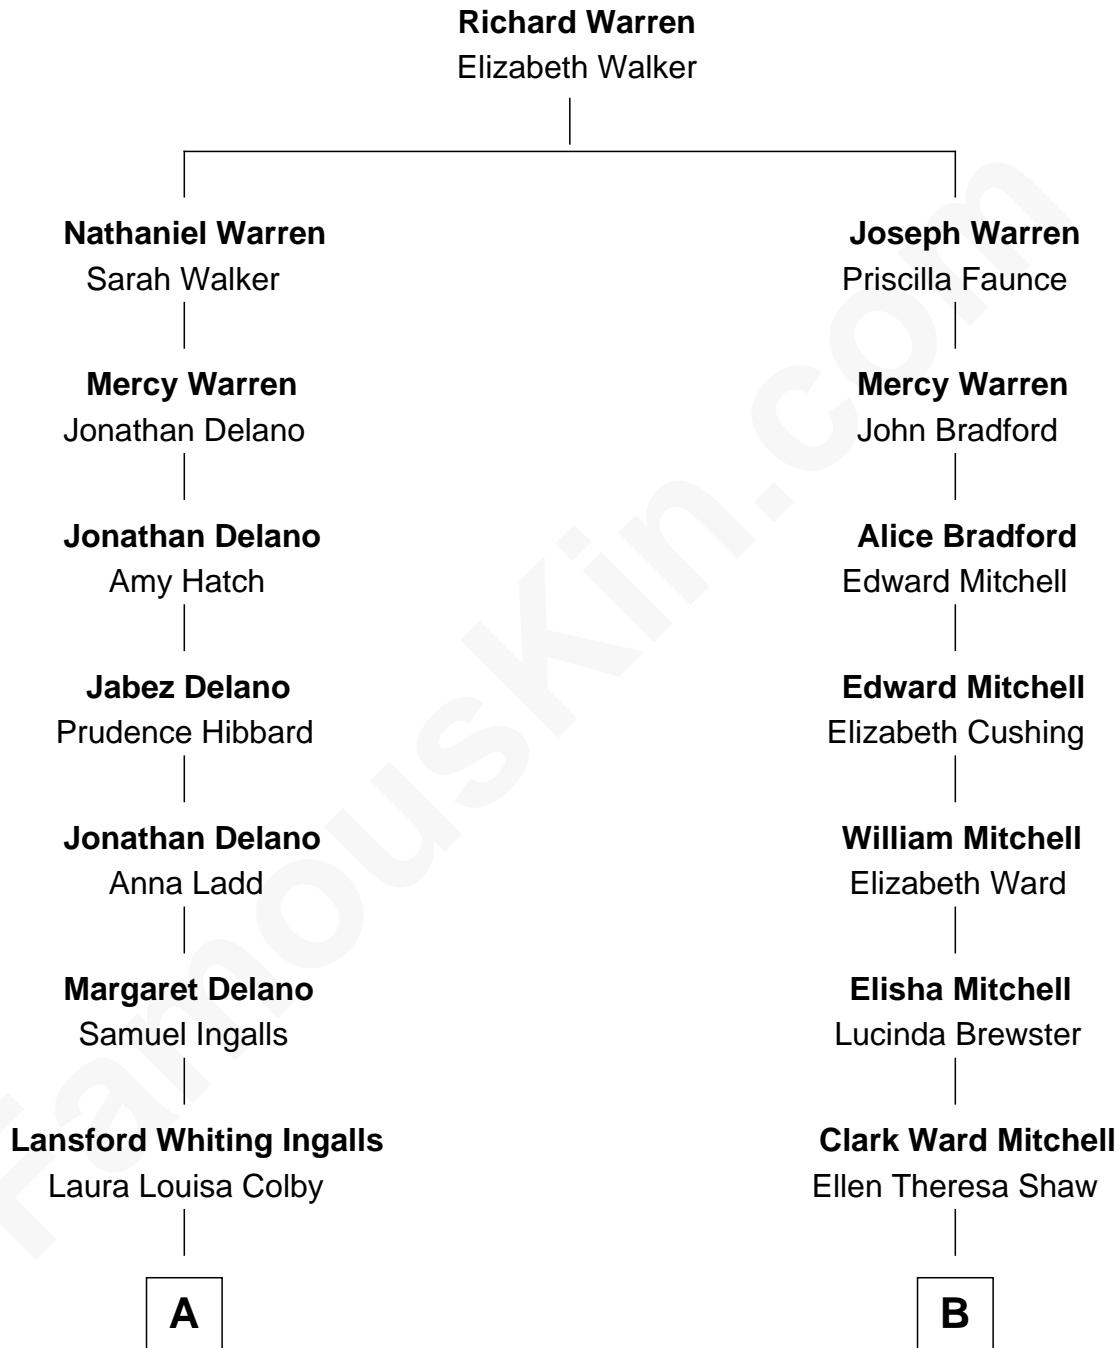 Richard Warren
Elizabeth Walker
Nathaniel Warren
Sarah Walker
Mercy Warren
Jonathan Delano
Jonathan Delano
Amy Hatch
Jabez Delano
Prudence Hibbard
Jonathan Delano
Anna Ladd
Margaret Delano
Samuel Ingalls
Lansford Whiting Ingalls
Laura Louisa Colby
A
Joseph Warren
Priscilla Faunce
Mercy Warren
John Bradford
Alice Bradford
Edward Mitchell
Edward Mitchell
Elizabeth Cushing
William Mitchell
Elizabeth Ward
Elisha Mitchell
Lucinda Brewster
Clark Ward Mitchell
Ellen Theresa Shaw
B
FamousKin.com